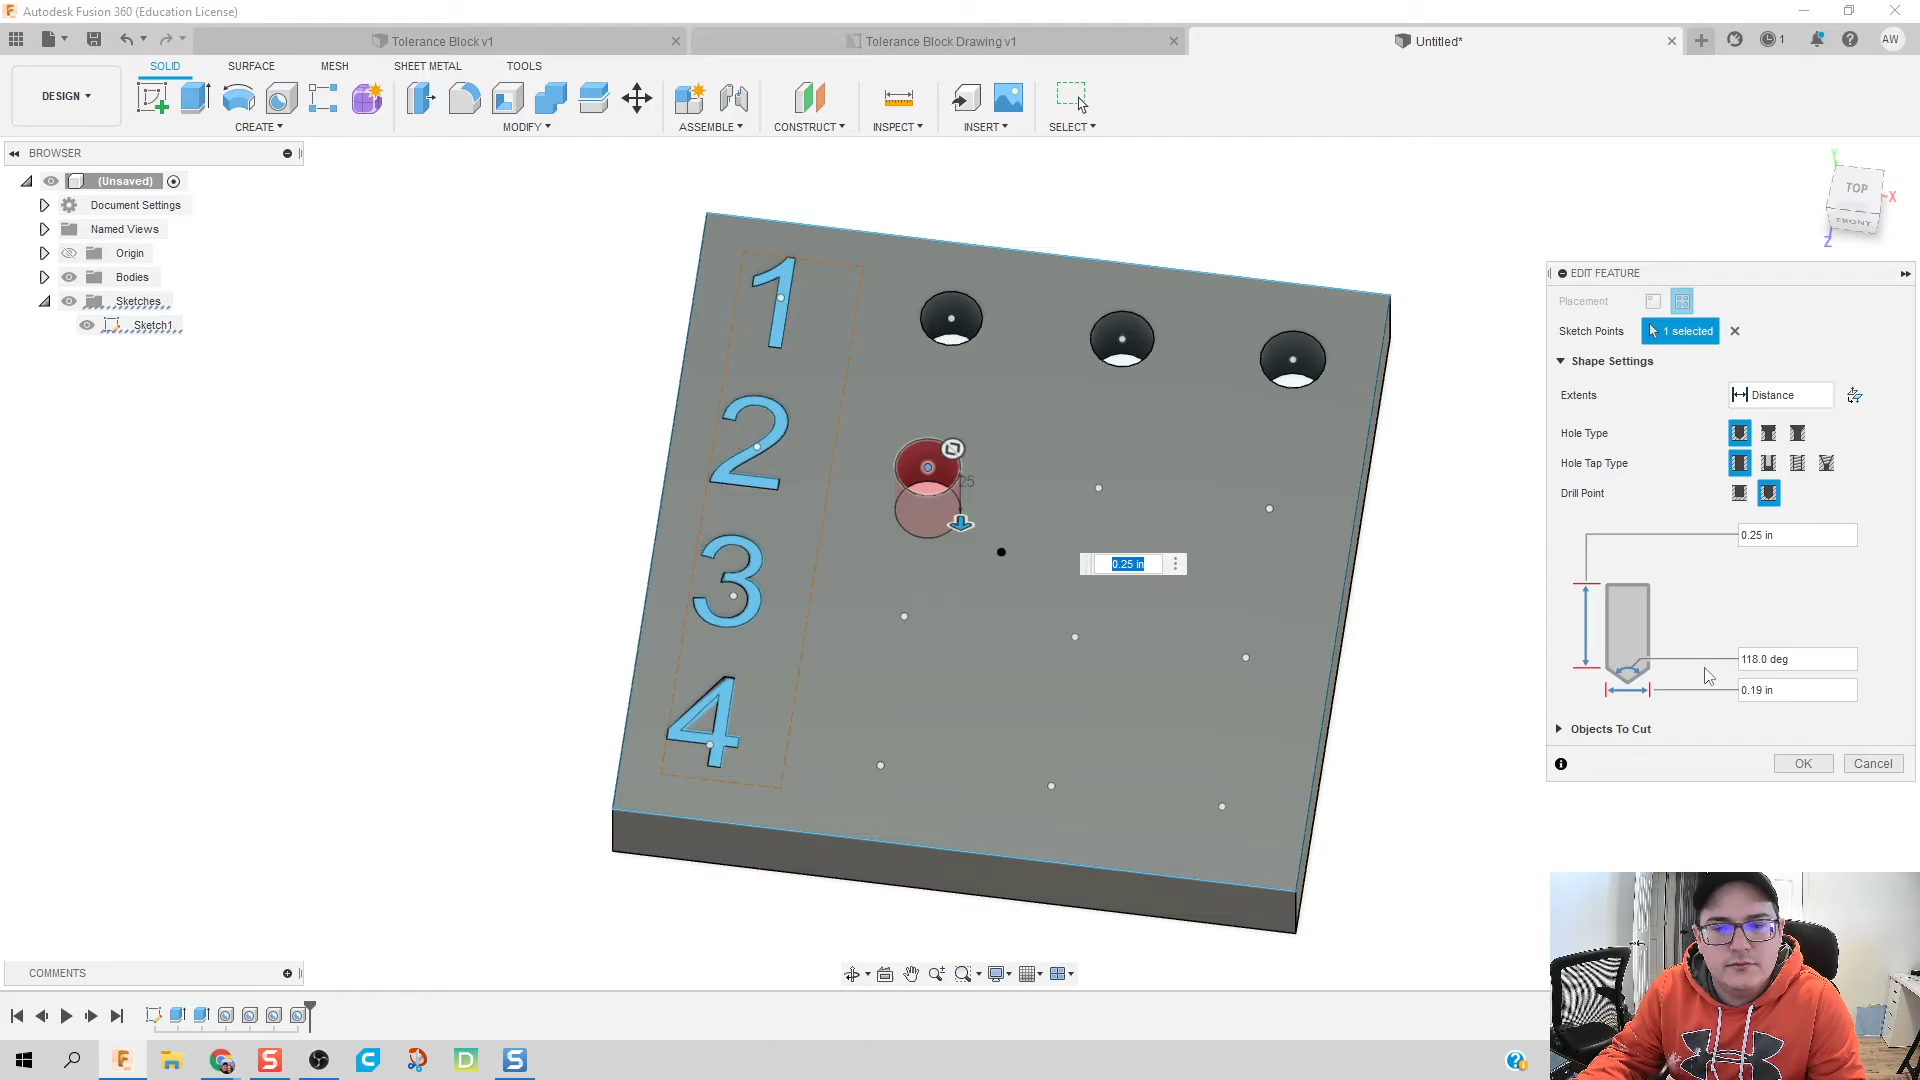 Autodesk Fusion 360 (Education License)
Tolerance Block v1
Tolerance Block Drawing v1
Untitled*
1
AW
SOLID
SURFACE
MESH
SHEET METAL
TOOLS
DESIGN
CREATE
MODIFY
ASSEMBLE
CONSTRUCT
INSPECT
INSERT
SELECT
BROWSER
(Unsaved)
Document Settings
Named Views
Origin
Bodies
Sketches
Sketch1
Y
TOP
FRONT
X
Z
1
2
3
4
25
0.25 in
EDIT FEATURE
Placement
Sketch Points
1 selected
Shape Settings
Extents
Distance
Hole Type
Hole Tap Type
Drill Point
0.25 in
118.0 deg
0.19 in
Objects To Cut
OK
Cancel
COMMENTS